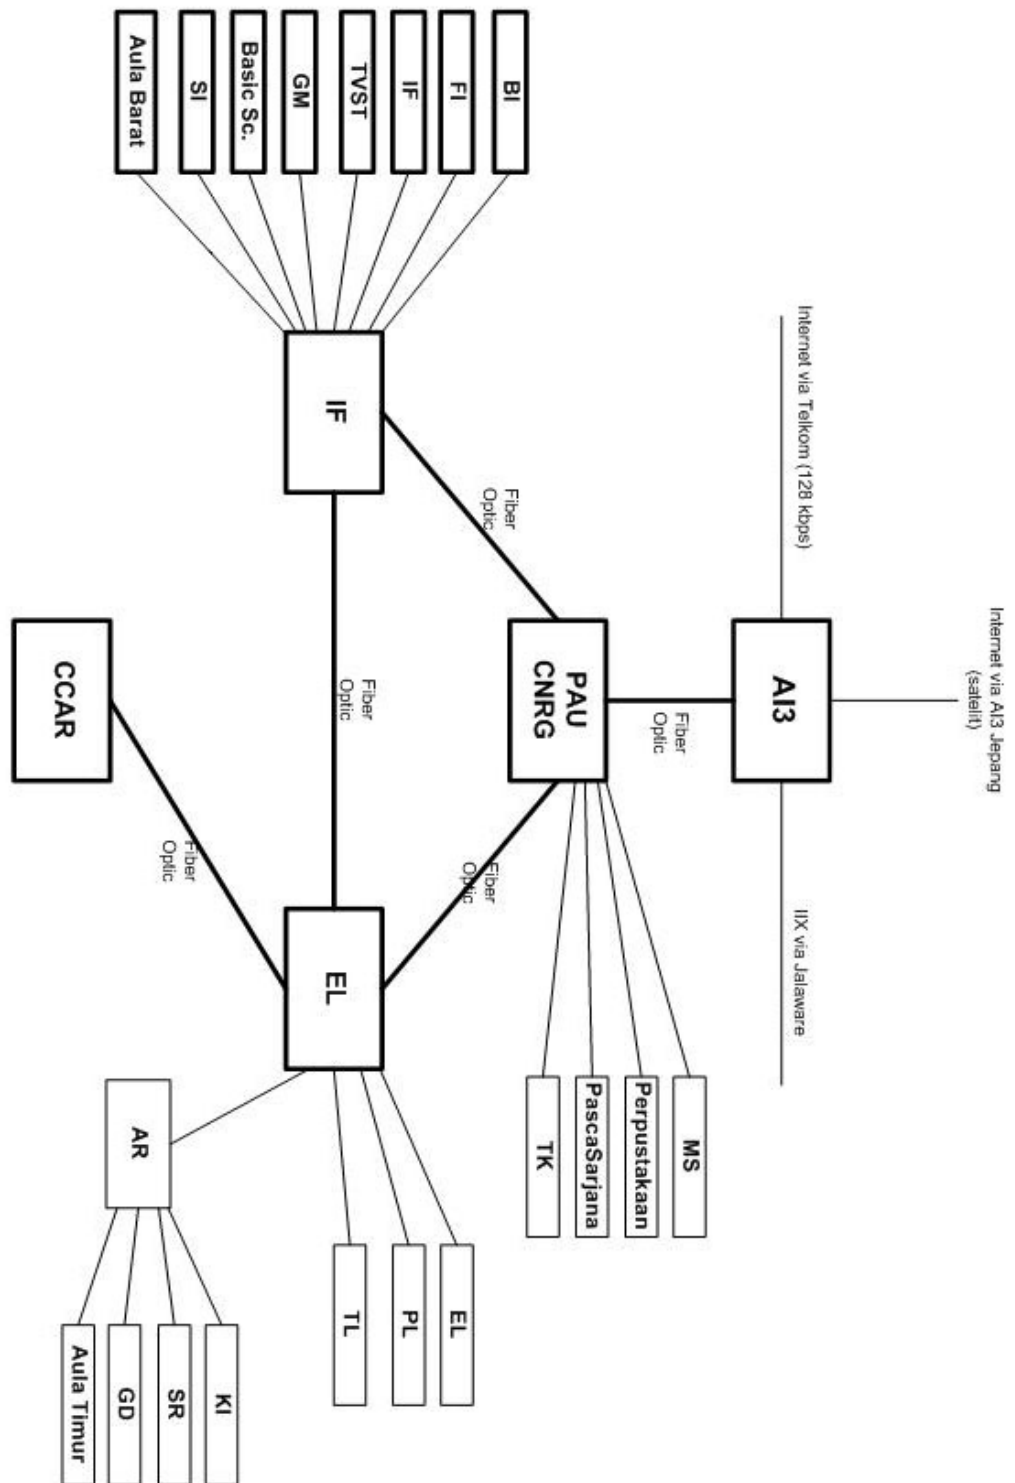 Internet via AI3 Jepang
(satelit)
Internet via Telkom (128 kbps)
AI3
IIX via Jalaware
Fiber
Optic
PAU
CNRG
Fiber
Optic
Fiber
Optic
BI
FI
IF
TVST
GM
Basic Sc.
SI
Aula Barat
IF
Fiber
Optic
EL
MS
Perpustakaan
PascaSarjana
TK
Fiber
Optic
CCAR
EL
PL
TL
AR
KI
SR
GD
Aula Timur